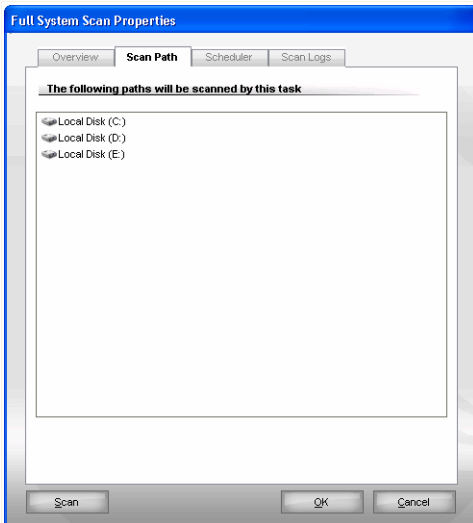 Full System Scan Properties
Overview Scan Path Scheduler Scan Logs
The following paths will be scanned by this task
Local Disk (C:)
Local Disk (D:)
Local Disk (E:)
Scan OK Cancel